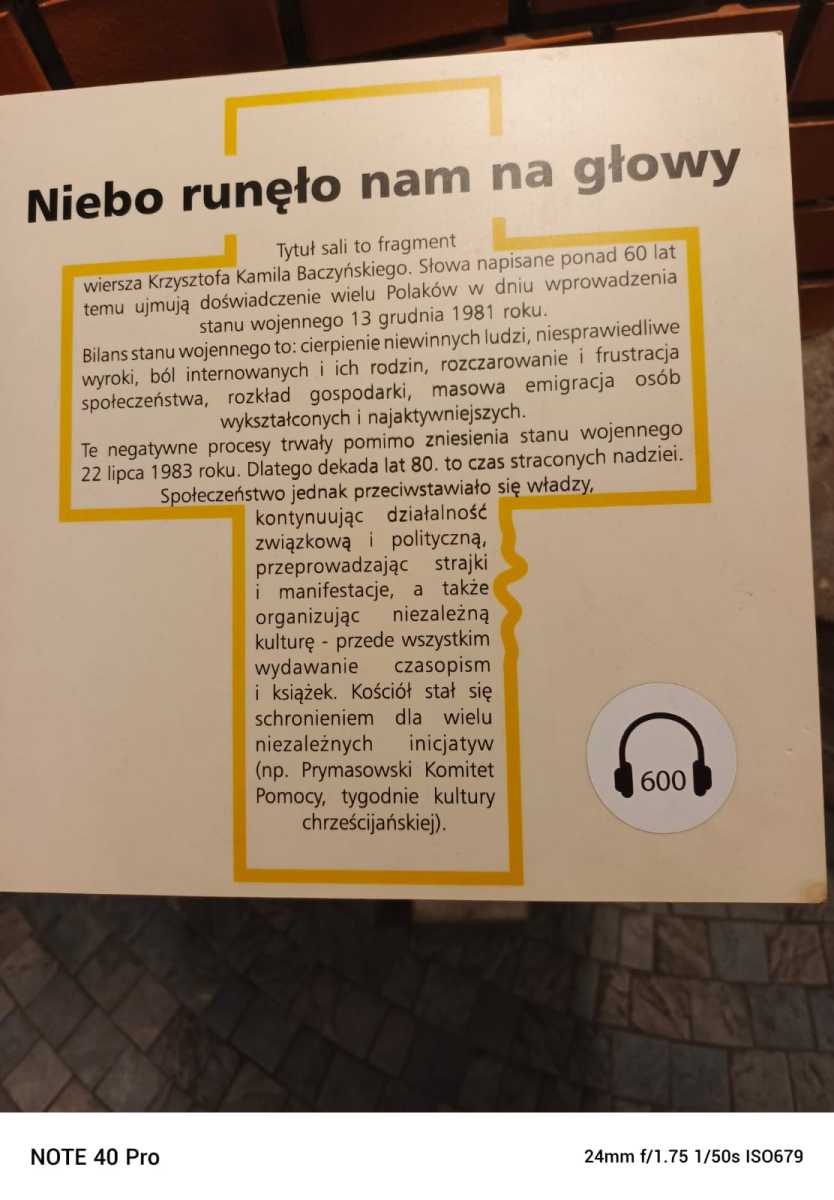 Niebo runęło nam na głowy
Tytuł sali to fragment
wiersza Krzysztofa Kamila Baczyńskiego. Słowa napisane ponad 60 lat
temu ujmują doświadczenie wielu Polaków w dniu wprowadzenia
stanu wojennego 13 grudnia 1981 roku.
Bilans stanu wojennego to: cierpienie niewinnych ludzi, niesprawiedliwe
wyroki, ból internowanych i ich rodzin, rozczarowanie i frustracja
społeczeństwa, rozkład gospodarki, masowa emigracja osób
wykształconych i najaktywniejszych.
Te negatywne procesy trwały pomimo zniesienia stanu wojennego
22 lipca 1983 roku. Dlatego dekada lat 80. to czas straconych nadziei.
Społeczeństwo jednak przeciwstawiało się władzy,
kontynuując działalność
związkową i polityczną,
przeprowadzając strajki
i manifestacje, a także
organizując niezależną
kulturę - przede wszystkim
wydawanie czasopism
i książek. Kościół stał się
schronieniem dla wielu
niezależnych inicjatyw
(np. Prymasowski Komitet
Pomocy, tygodnie kultury
chrześcijańskiej).
600
NOTE 40 Pro
24mm f/1.75 1/50s ISO679